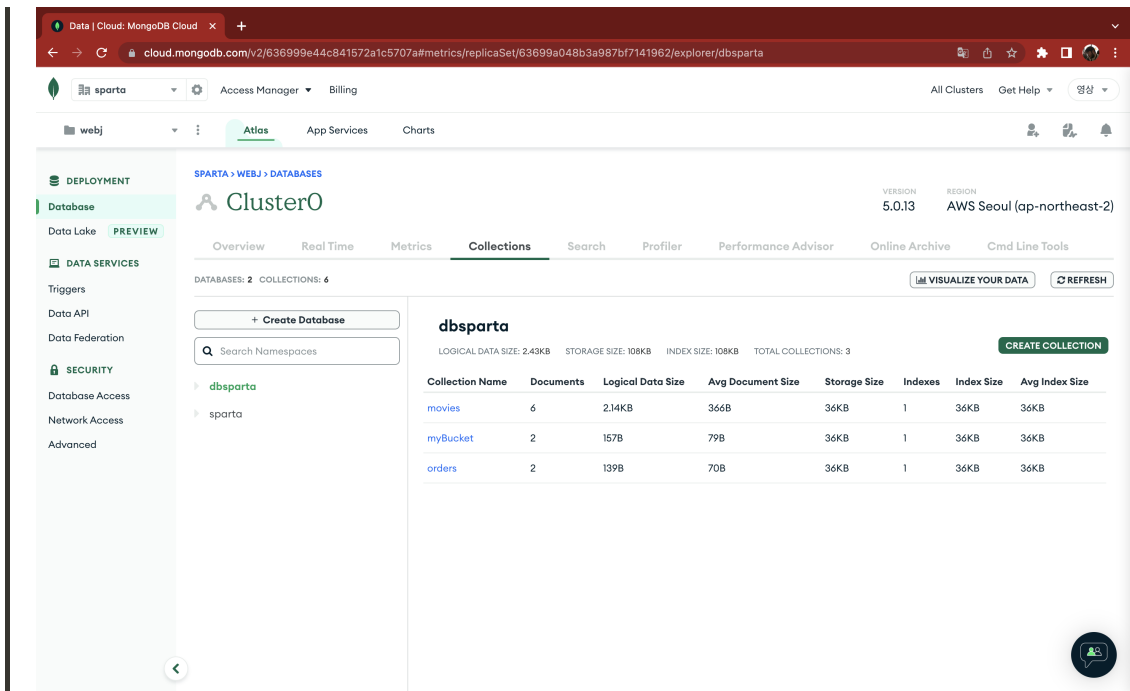 Data | Cloud: MongoDB Cloud
cloud.mongodb.com/v2/636999e44c841572a1c5707a#metrics/replicaSet/63699a048b3a987bf7141962/explorer/dbsparta
sparta Access Manager Billing All Clusters Get Help 영상
webj Atlas App Services Charts
DEPLOYMENT
Database
Data Lake PREVIEW
DATA SERVICES
Triggers
Data API
Data Federation
SECURITY
Database Access
Network Access
Advanced
SPARTA > WEBJ > DATABASES
Cluster0
VERSION
5.0.13
REGION
AWS Seoul (ap-northeast-2)
Overview Real Time Metrics Collections Search Profiler Performance Advisor Online Archive Cmd Line Tools
DATABASES: 2 COLLECTIONS: 6
VISUALIZE YOUR DATA REFRESH
+ Create Database
Search Namespaces
dbsparta
sparta
dbsparta
LOGICAL DATA SIZE: 2.43KB STORAGE SIZE: 108KB INDEX SIZE: 108KB TOTAL COLLECTIONS: 3
CREATE COLLECTION
Collection Name Documents Logical Data Size Avg Document Size Storage Size Indexes Index Size Avg Index Size
movies 6 2.14KB 366B 36KB 1 36KB 36KB
myBucket 2 157B 79B 36KB 1 36KB 36KB
orders 2 139B 70B 36KB 1 36KB 36KB